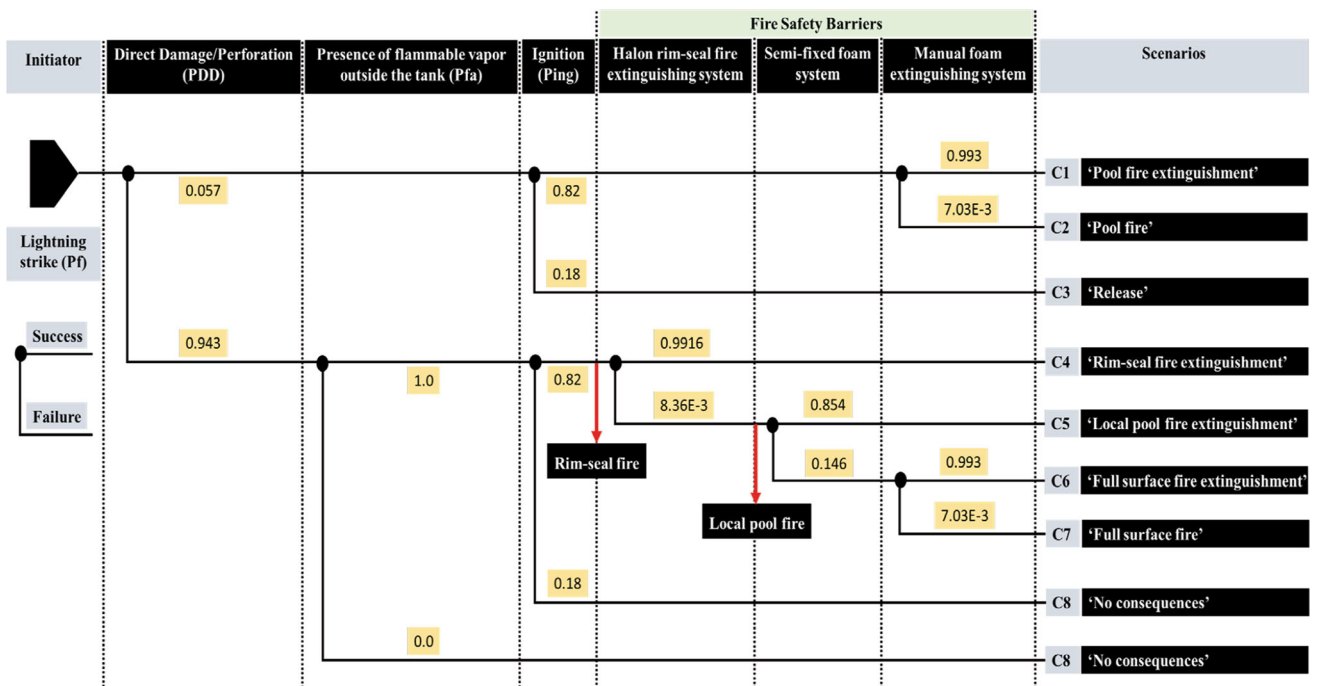 Fire Safety Barriers
Initiator
Direct Damage/Perforation
(PDD)
Presence of flammable vapor
outside the tank (Pfa)
Ignition
(Ping)
Halon rim-seal fire
extinguishing system
Semi-fixed foam
system
Manual foam
extinguishing system
Scenarios
0.993
0.057
0.82
C1 ‘Pool fire extinguishment’
7.03E-3
C2 ‘Pool fire’
Lightning
strike (Pf)
0.18
C3 ‘Release’
Success
0.943
0.9916
1.0
0.82
C4 ‘Rim-seal fire extinguishment’
Failure
8.36E-3
0.854
C5 ‘Local pool fire extinguishment’
Rim-seal fire
0.146
0.993
C6 ‘Full surface fire extinguishment’
Local pool fire
7.03E-3
C7 ‘Full surface fire’
0.18
C8 ‘No consequences’
0.0
C8 ‘No consequences’